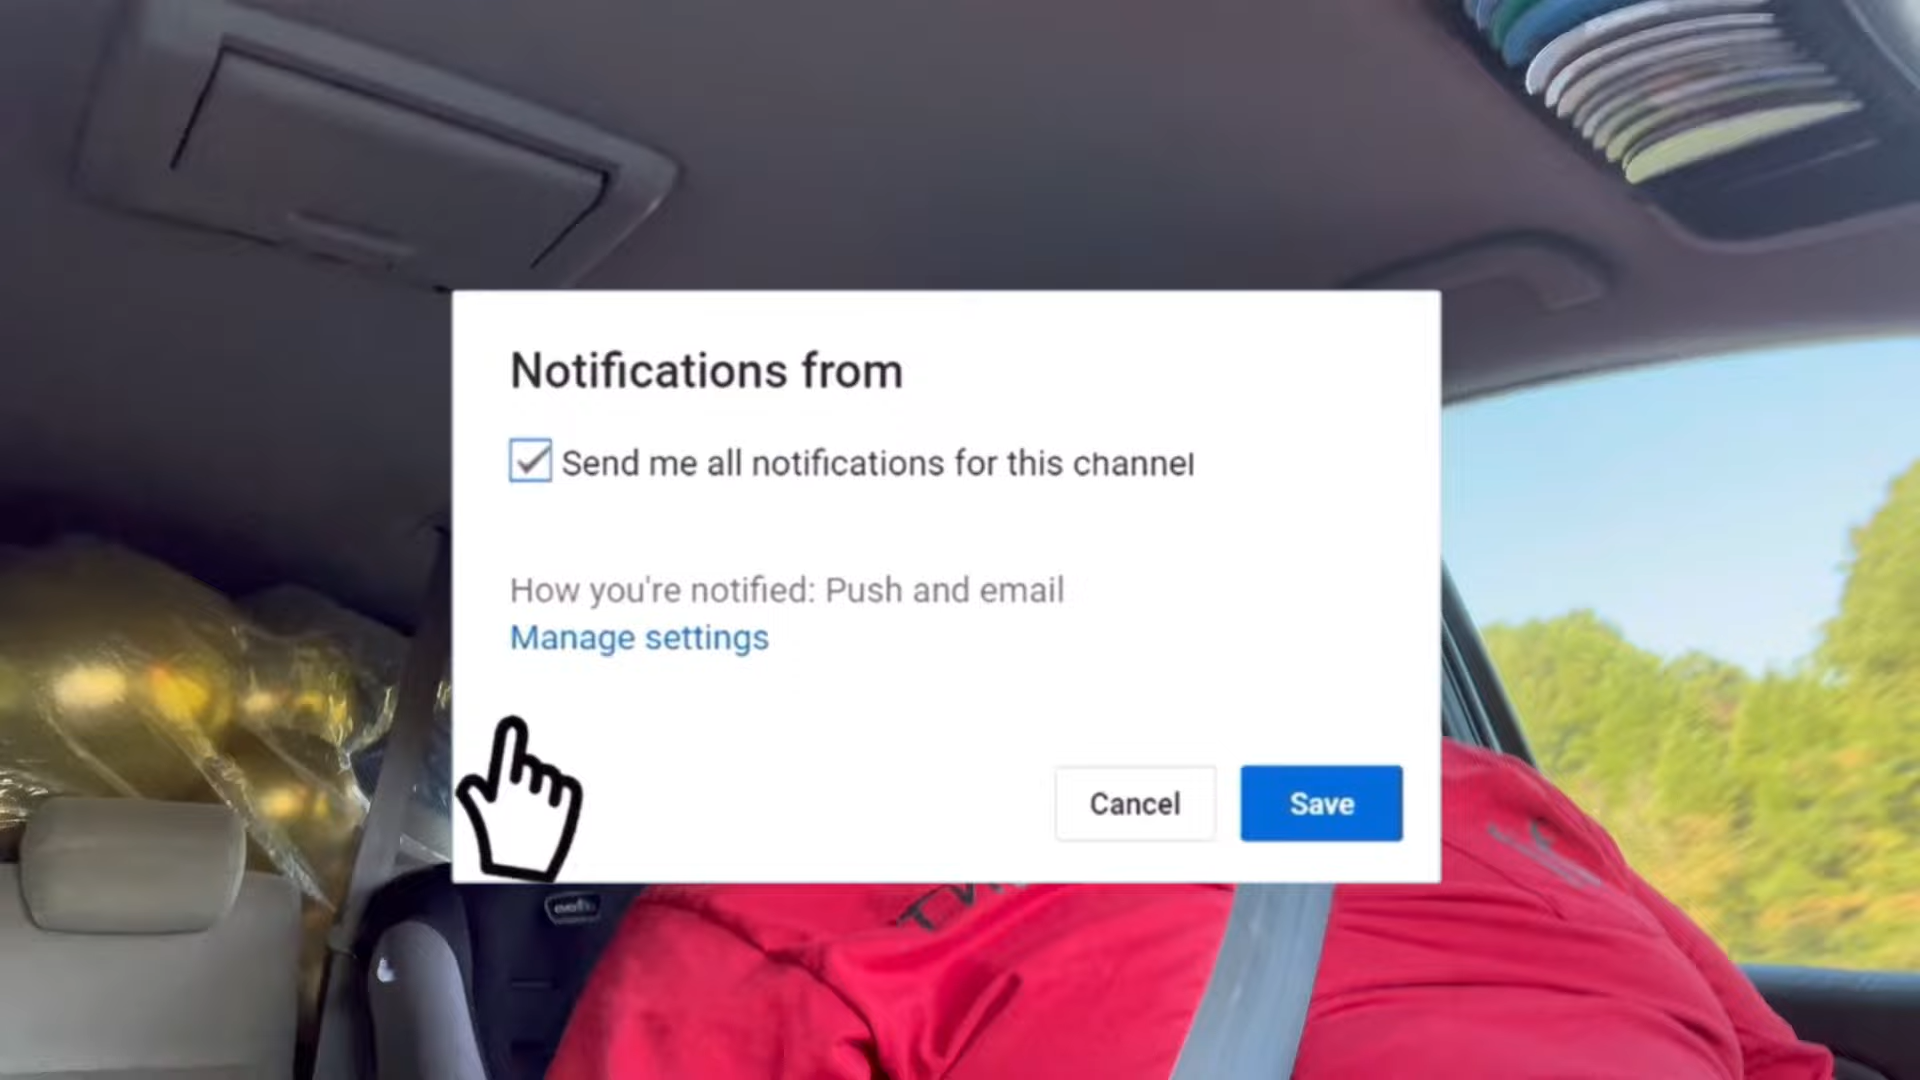 Notifications from
Send me all notifications for this channel
How you're notified: Push and email
Manage settings
Cancel
Save
evenflo